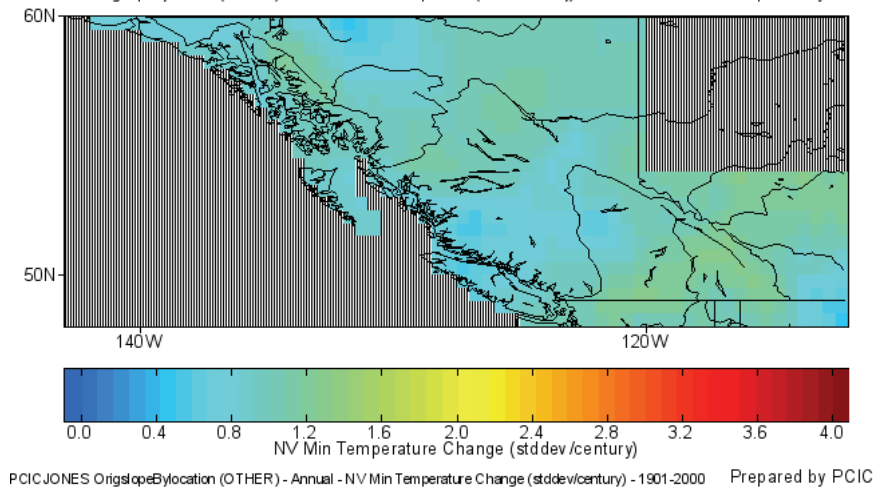 60N
50N
140W 120W
0.0 0.4 0.8 1.2 1.6 2.0 2.4 2.8 3.2 3.6 4.0
NV Min Temperature Change (stddev/century)
PCICJONES OrigslopeBylocation (OTHER) - Annual - NV Min Temperature Change (stddev/century) - 1901-2000 Prepared by PCIC